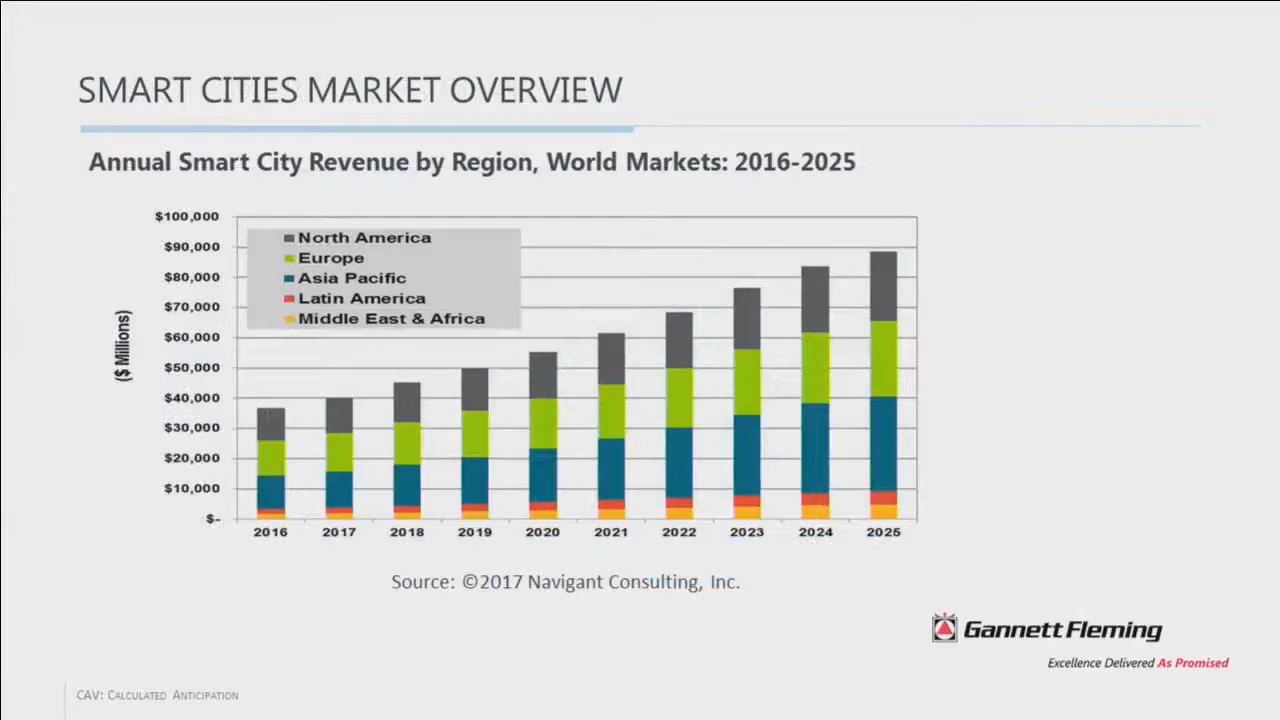 SMART CITIES MARKET OVERVIEW
Annual Smart City Revenue by Region, World Markets: 2016-2025
($ Millions)
$100,000
$90,000
$80,000
$70,000
$60,000
$50,000
$40,000
$30,000
$20,000
$10,000
$-
North America
Europe
Asia Pacific
Latin America
Middle East & Africa
2016 2017 2018 2019 2020 2021 2022 2023 2024 2025
Source: ©2017 Navigant Consulting, Inc.
Gannett Fleming
Excellence Delivered As Promised
CAV: CALCULATED ANTICIPATION